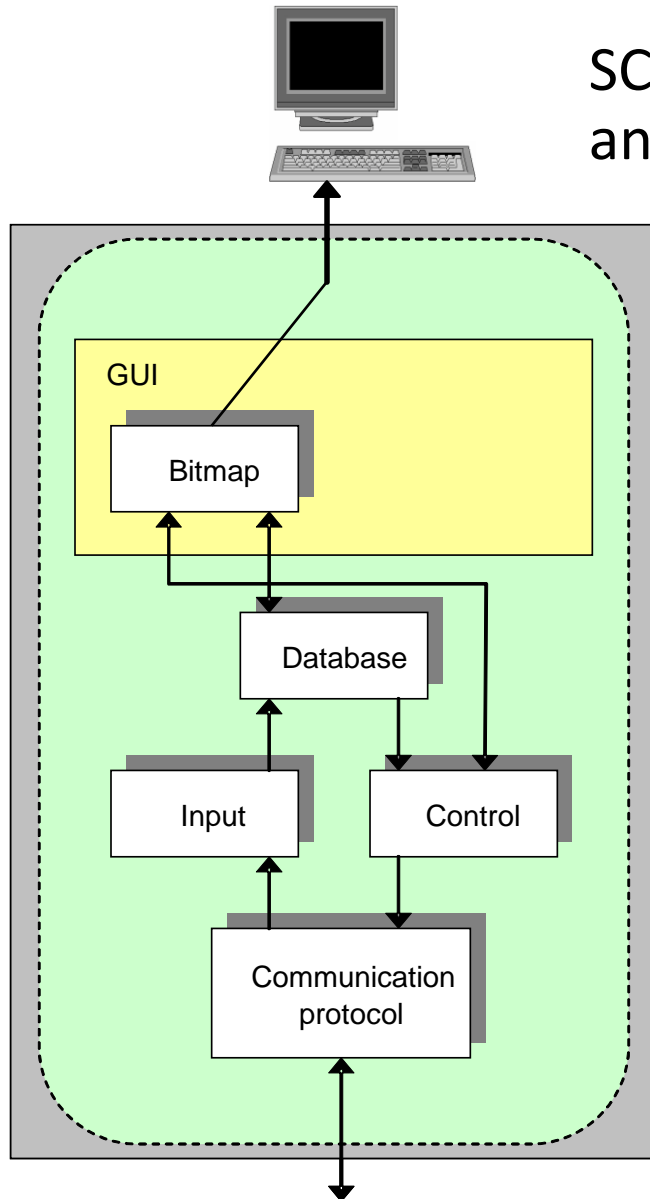 SC
an
GUI
Bitmap
Database
Input
Control
Communication
protocol